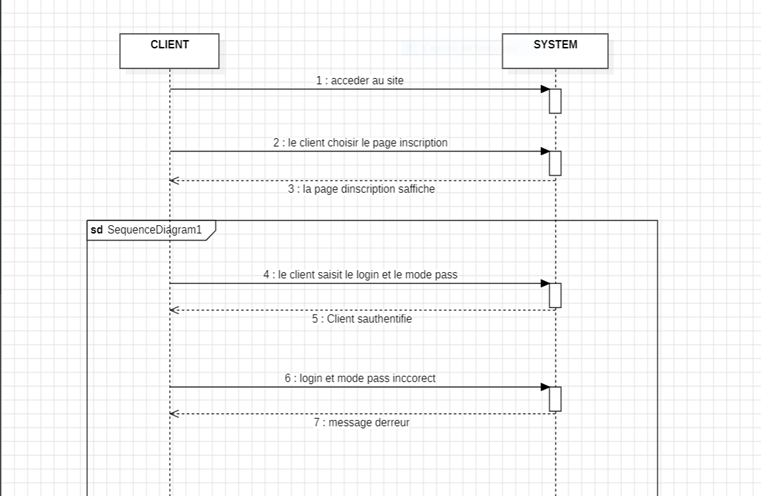 CLIENT
SYSTEM
1 : acceder au site
2 : le client choisir le page inscription
3 : la page dinscription saffiche
sd SequenceDiagram1
4 : le client saisit le login et le mode pass
5 : Client sauthentifie
6 : login et mode pass inccorect
7 : message derreur